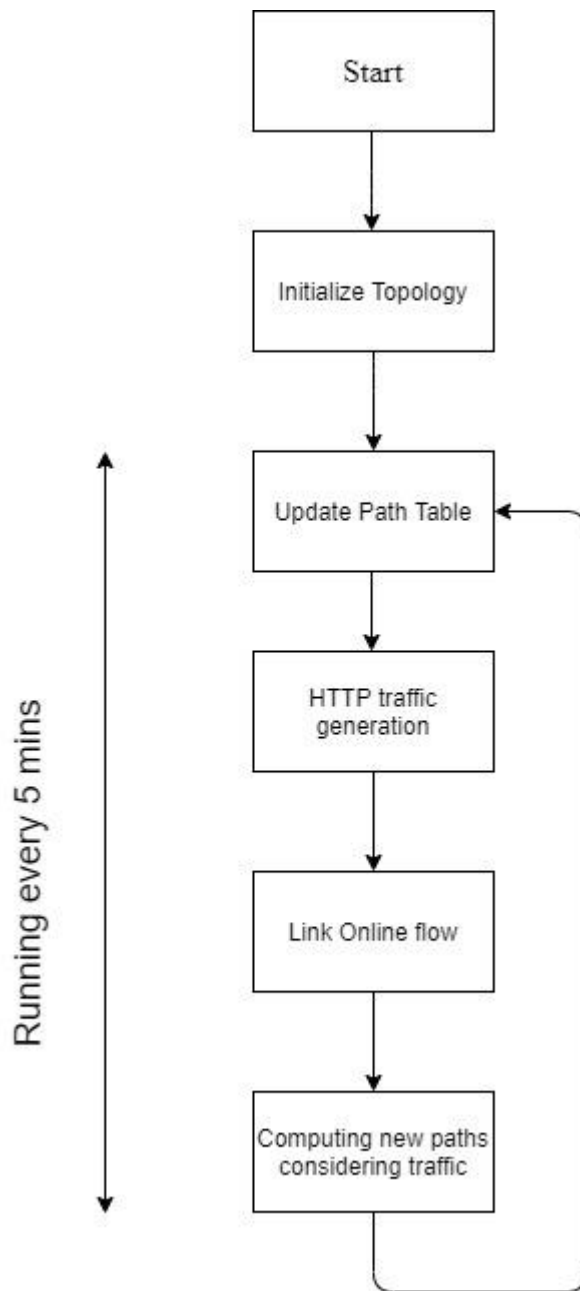 Start
Initialize Topology
Update Path Table
HTTP traffic
generation
Link Online flow
Computing new paths
considering traffic
Running every 5 mins